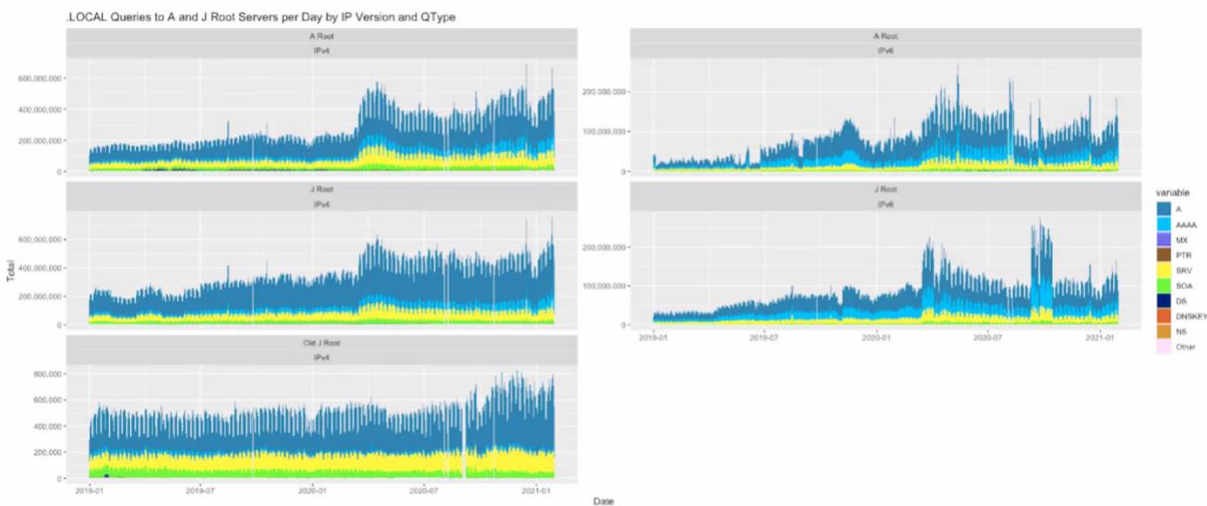 .LOCAL Queries to A and J Root Servers per Day by IP Version and QType
A Root
IPv4
600,000,000
400,000,000
200,000,000
0
A Root
IPv6
200,000,000
100,000,000
0
J Root
IPv4
600,000,000
400,000,000
200,000,000
0
J Root
IPv6
200,000,000
100,000,000
0
2019-01
2019-07
2020-01
2020-07
2021-01
Old J Root
IPv4
800,000
600,000
400,000
200,000
0
2019-01
2019-07
2020-01
2020-07
2021-01
Total
Date
variable
A
AAAA
MX
PTR
SRV
SOA
DS
DNSKEY
NS
Other